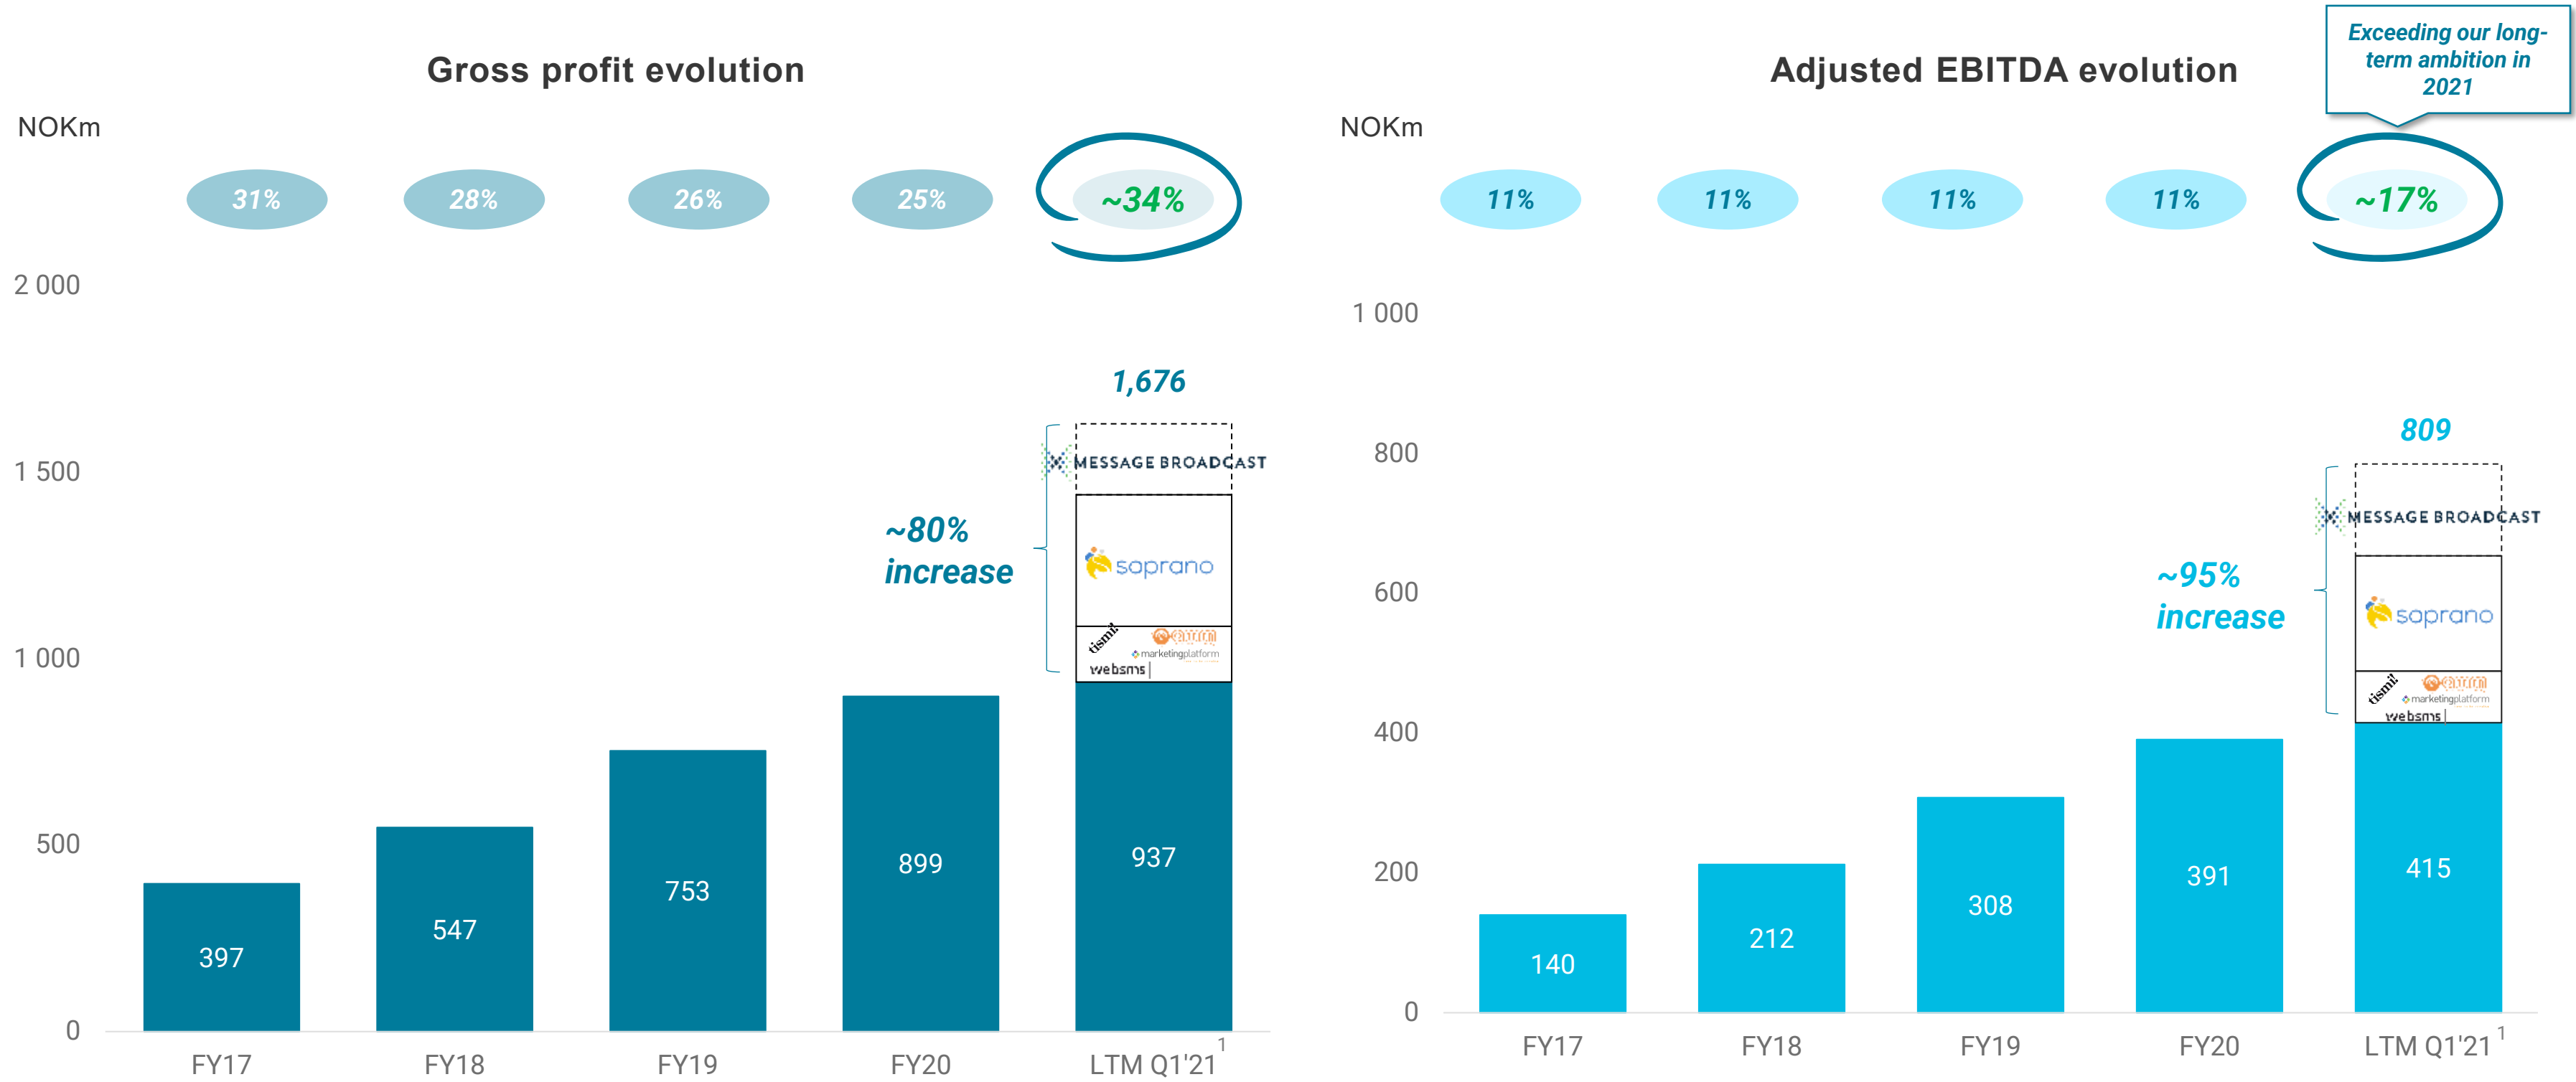 Exceeding our long-
term ambition in
2021
Gross profit evolution
NOKm
31%
28%
26%
25%
~34%
2 000
1 500
1 000
500
0
1,676
MESSAGE BROADCAST
soprano
tismi
marketingplatform
websms
~80%
increase
397
547
753
899
937
FY17
FY18
FY19
FY20
LTM Q1'21 1
Adjusted EBITDA evolution
NOKm
11%
11%
11%
11%
~17%
1 000
800
600
400
200
0
809
MESSAGE BROADCAST
soprano
tismi
marketingplatform
websms
~95%
increase
140
212
308
391
415
FY17
FY18
FY19
FY20
LTM Q1'21 1